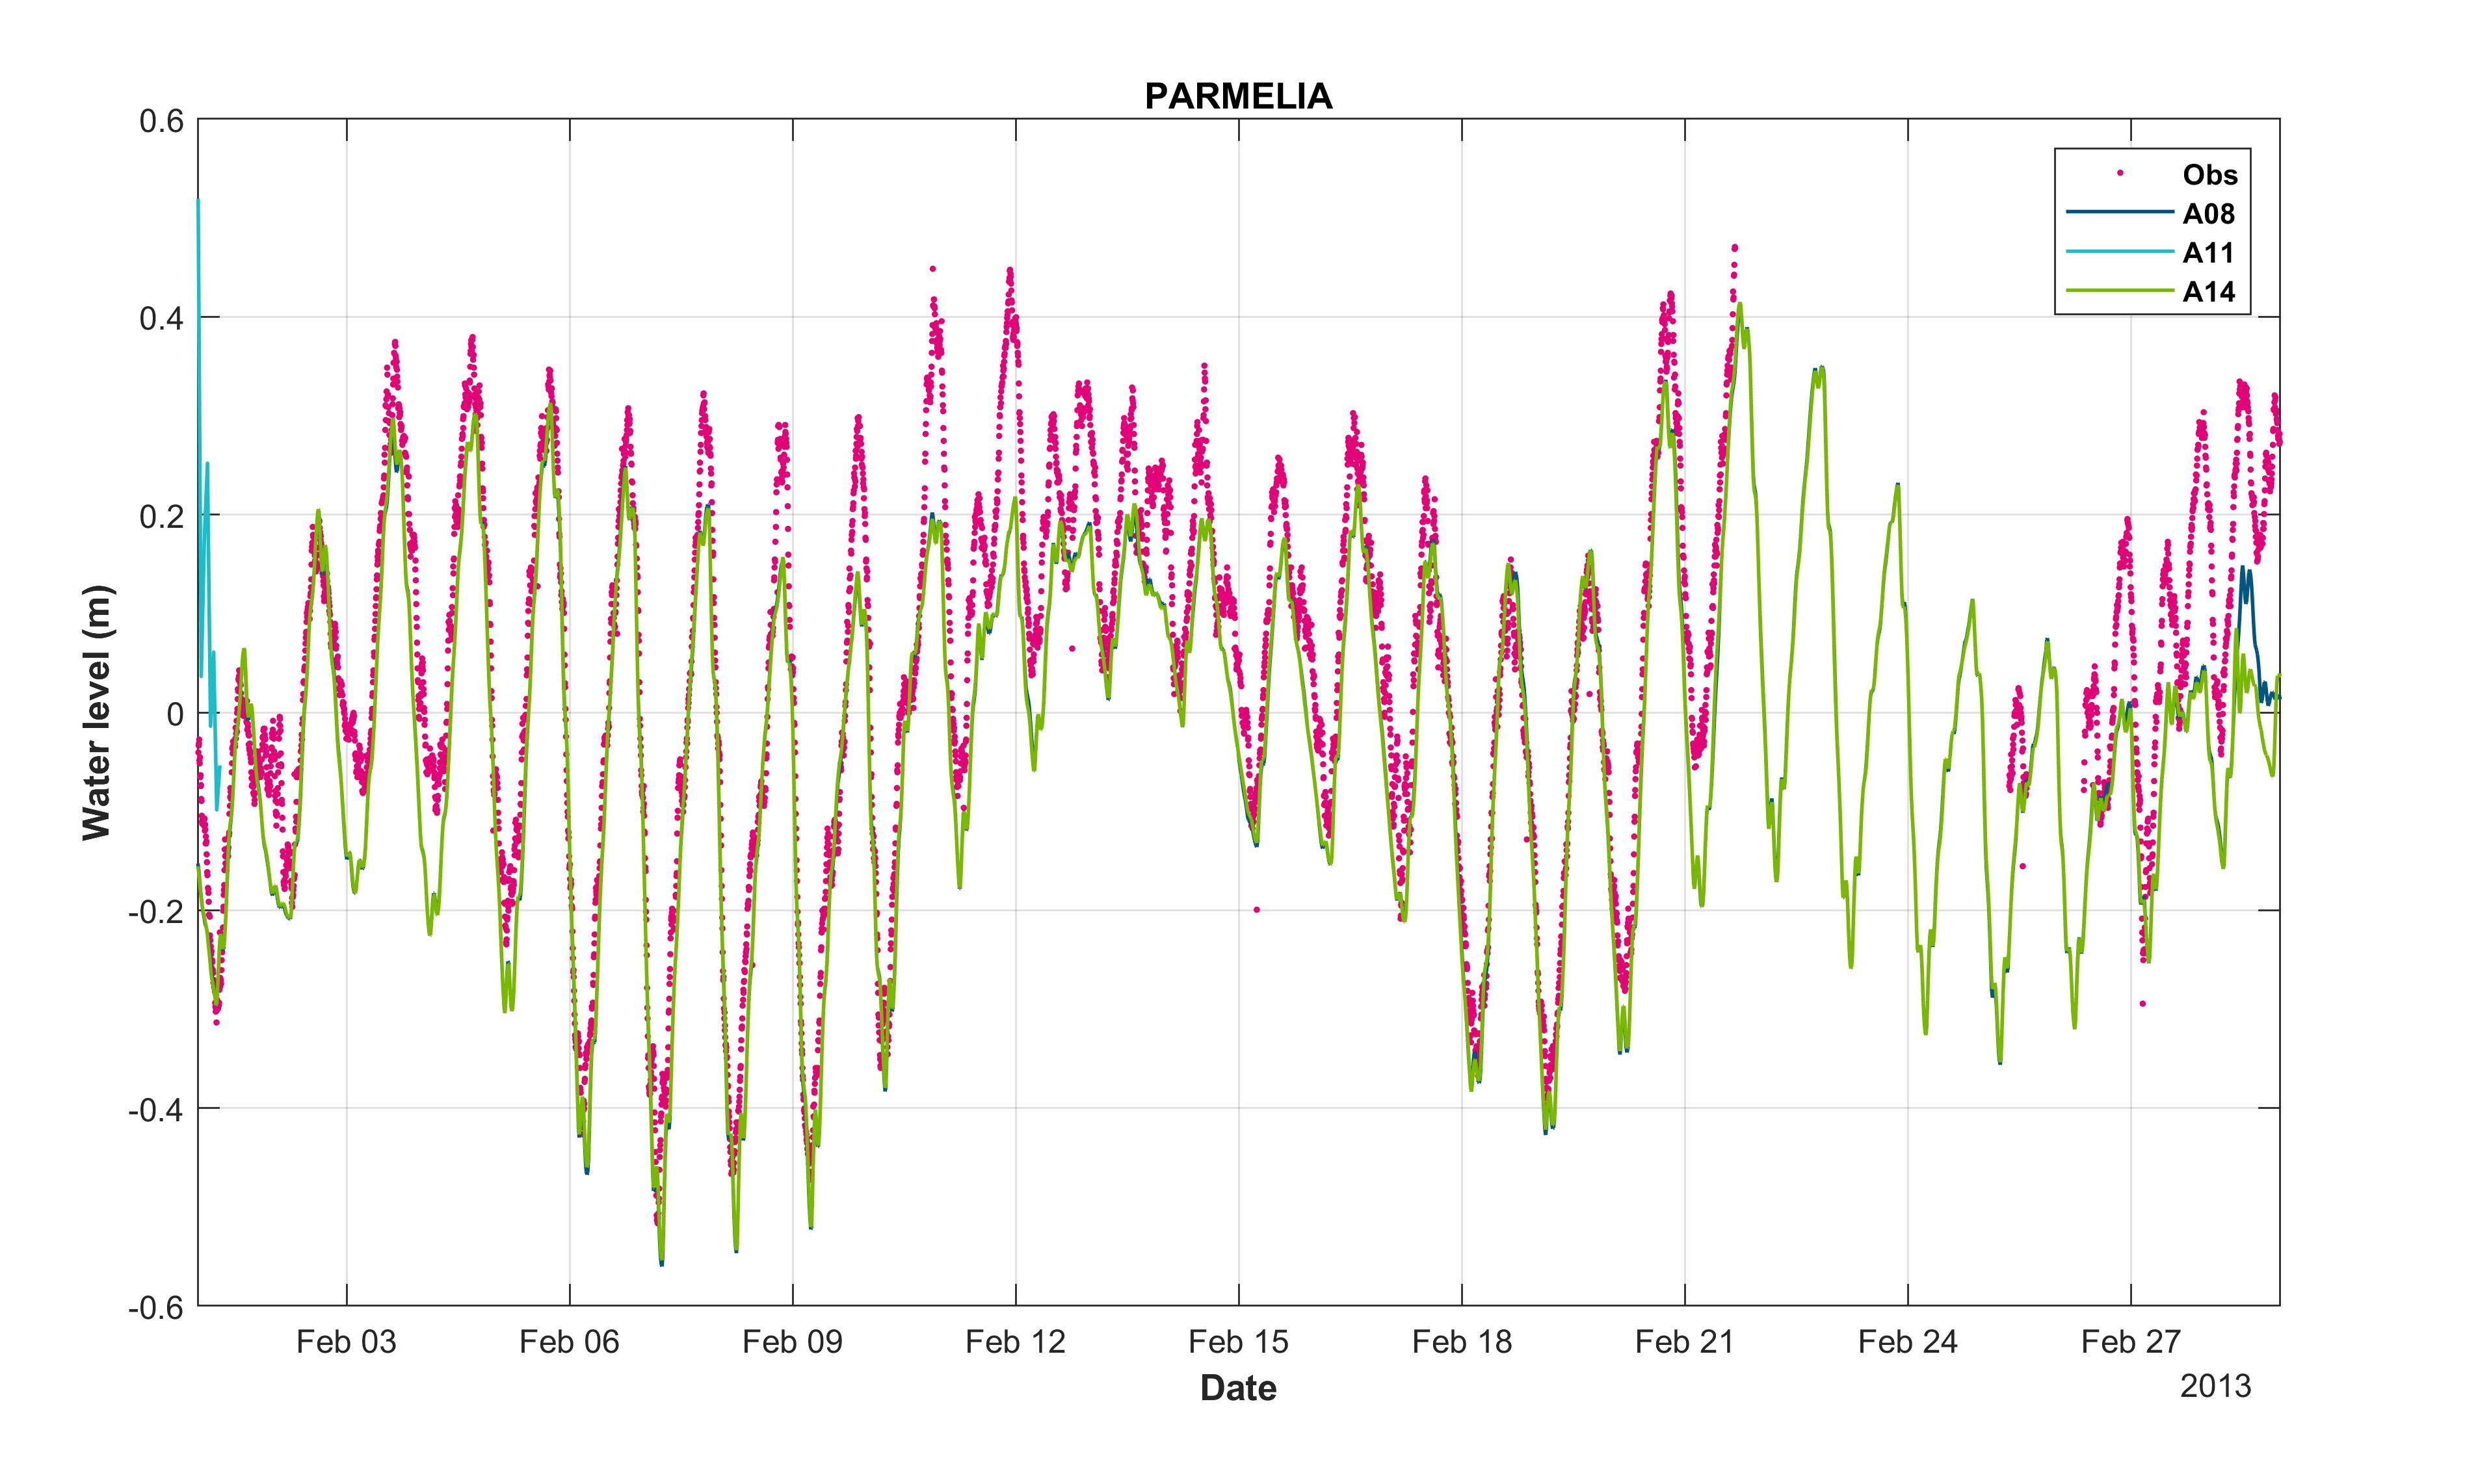 PARMELIA
0.6
0.4
0.2
0
-0.2
-0.4
-0.6
Water level (m)
Obs
A08
A11
A14
Feb 03 Feb 06 Feb 09 Feb 12 Feb 15 Feb 18 Feb 21 Feb 24 Feb 27
Date
2013